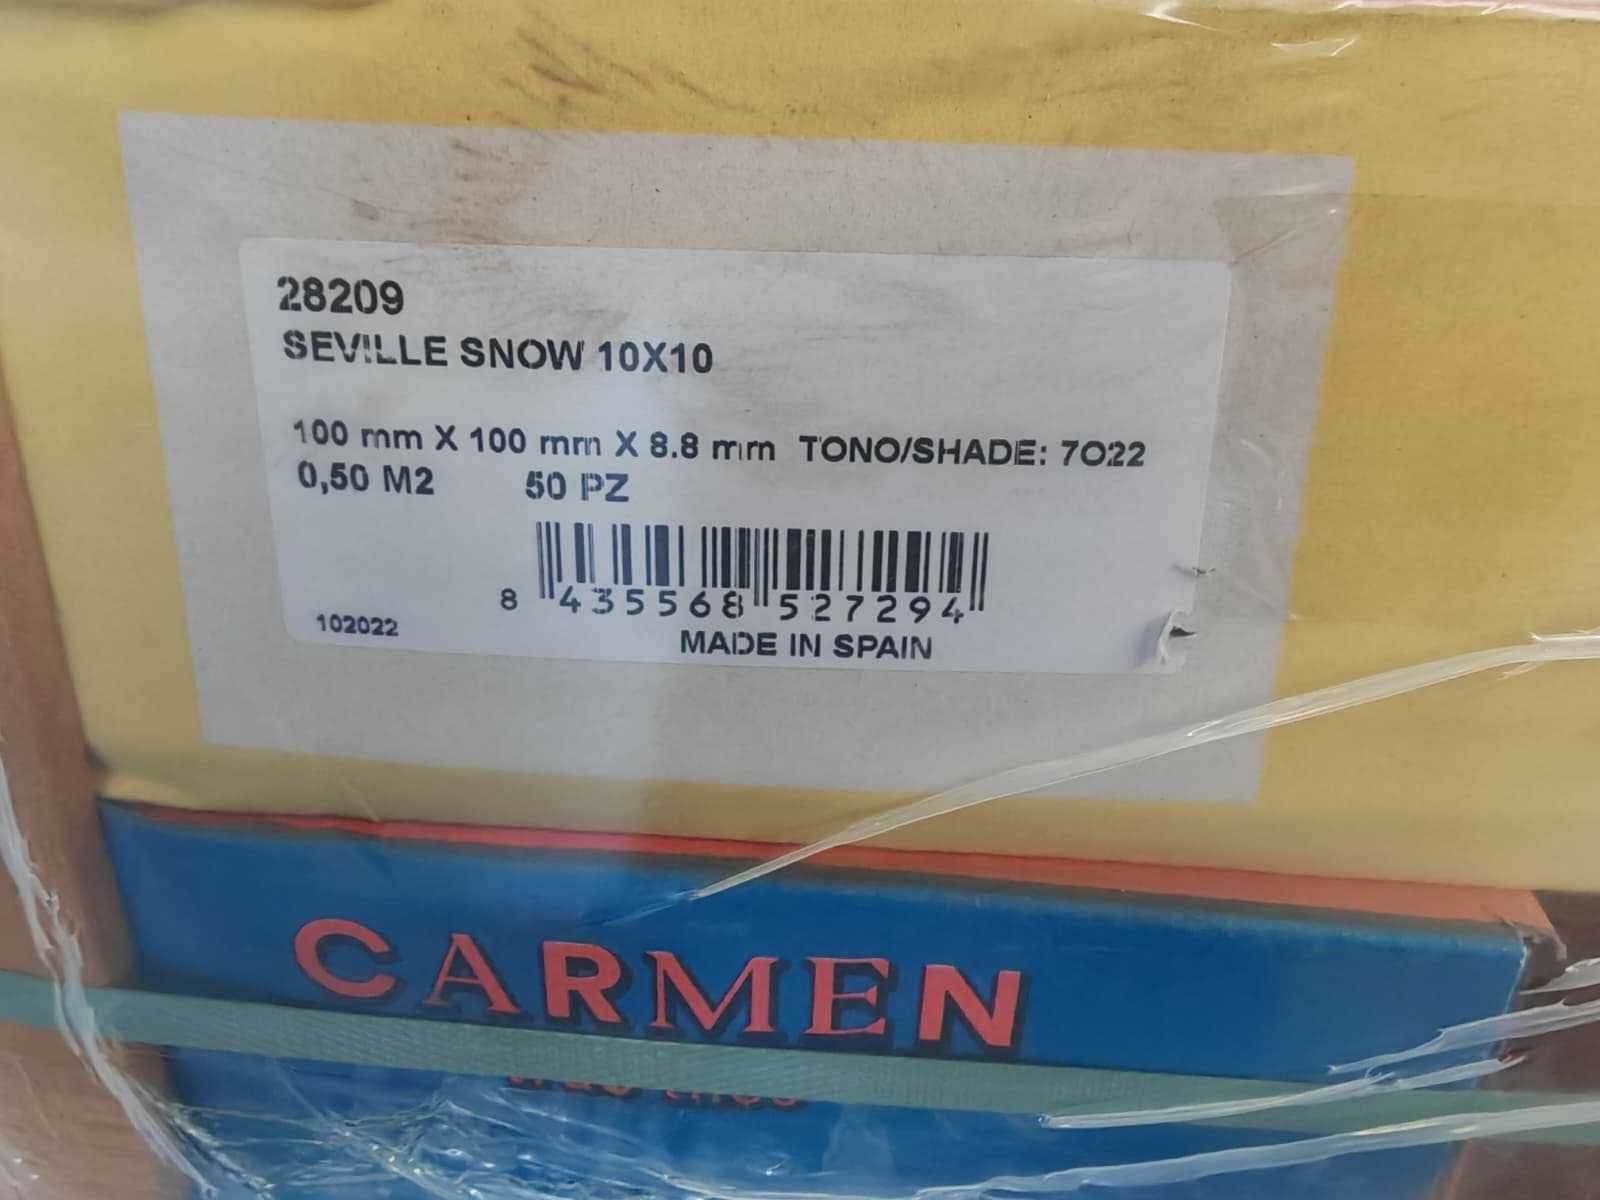 28209
SEVILLE SNOW 10X10
100 mm X 100 mm X 8.8 mm TONO/SHADE: 7O22
0,50 M2 50 PZ
8 435568 527294
102022
MADE IN SPAIN
CARMEN